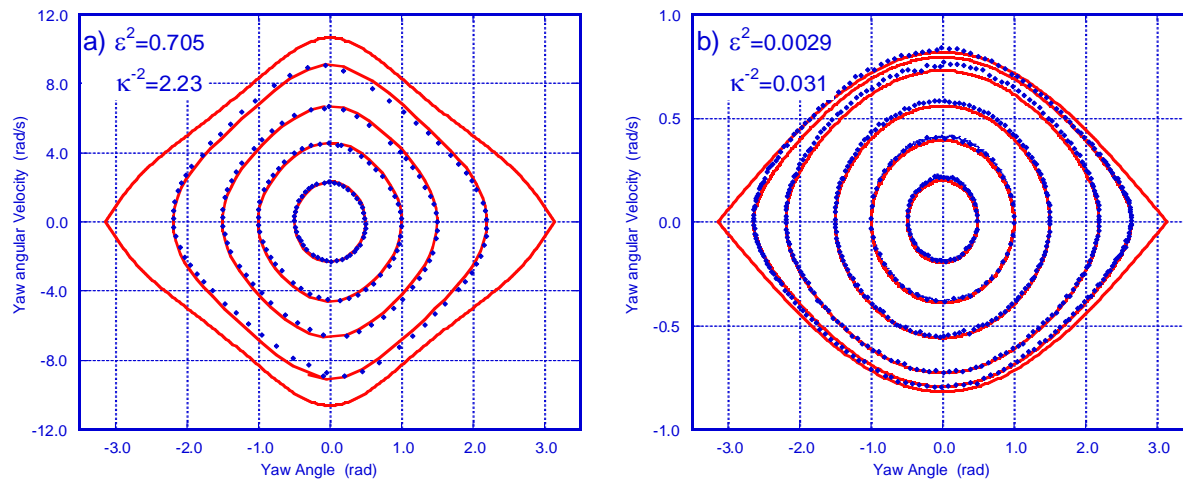 12.0
a) ε²=0.705
κ⁻²=2.23
8.0
4.0
0.0
-4.0
-8.0
-12.0
-3.0 -2.0 -1.0 0.0 1.0 2.0 3.0
Yaw Angle (rad)
Yaw angular Velocity (rad/s)
1.0
b) ε²=0.0029
κ⁻²=0.031
0.5
0.0
-0.5
-1.0
-3.0 -2.0 -1.0 0.0 1.0 2.0 3.0
Yaw Angle (rad)
Yaw angular Velocity (rad/s)